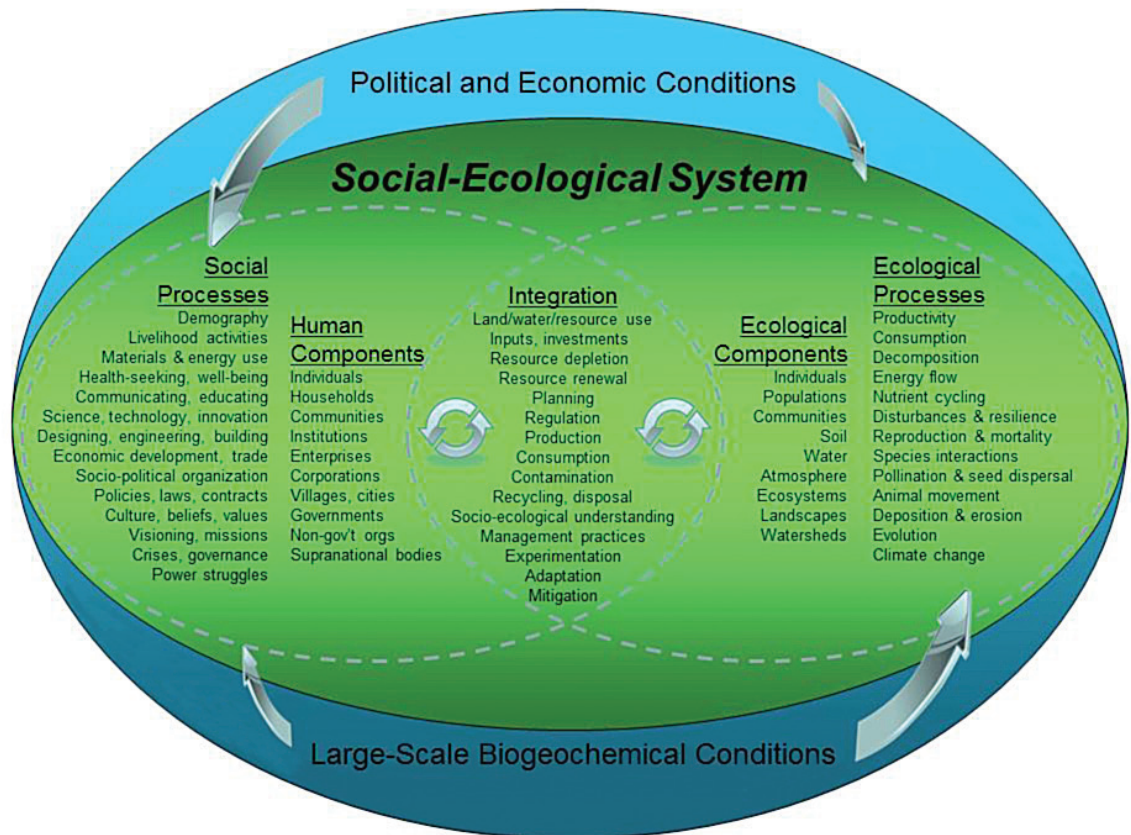 Political and Economic Conditions
Social-Ecological System
Social
Processes
Demography
Livelihood activities
Materials & energy use
Health-seeking, well-being
Communicating, educating
Science, technology, innovation
Designing, engineering, building
Economic development, trade
Socio-political organization
Policies, laws, contracts
Culture, beliefs, values
Visioning, missions
Crises, governance
Power struggles
Human
Components
Individuals
Households
Communities
Institutions
Enterprises
Corporations
Villages, cities
Governments
Non-gov't orgs
Supranational bodies
Integration
Land/water/resource use
Inputs, investments
Resource depletion
Resource renewal
Planning
Regulation
Production
Consumption
Contamination
Recycling, disposal
Socio-ecological understanding
Management practices
Experimentation
Adaptation
Mitigation
Ecological
Components
Individuals
Populations
Communities
Soil
Water
Atmosphere
Ecosystems
Landscapes
Watersheds
Ecological
Processes
Productivity
Consumption
Decomposition
Energy flow
Nutrient cycling
Disturbances & resilience
Reproduction & mortality
Species interactions
Pollination & seed dispersal
Animal movement
Deposition & erosion
Evolution
Climate change
Large-Scale Biogeochemical Conditions